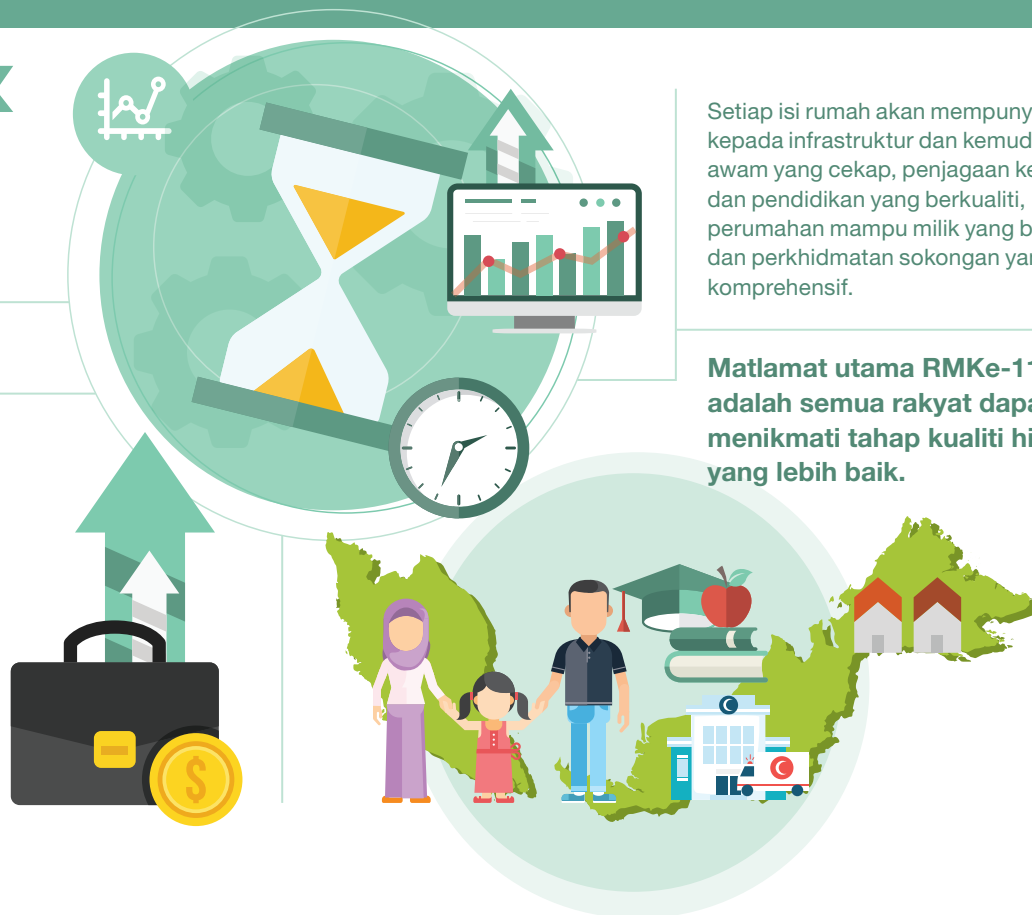 Setiap isi rumah akan mempuny
kepada infrastruktur dan kemud
awam yang cekap, penjagaan ke
dan pendidikan yang berkualiti,
perumahan mampu milik yang b
dan perkhidmatan sokongan yan
komprehensif.
Matlamat utama RMKe-11
adalah semua rakyat dapa
menikmati tahap kualiti hi
yang lebih baik.
$